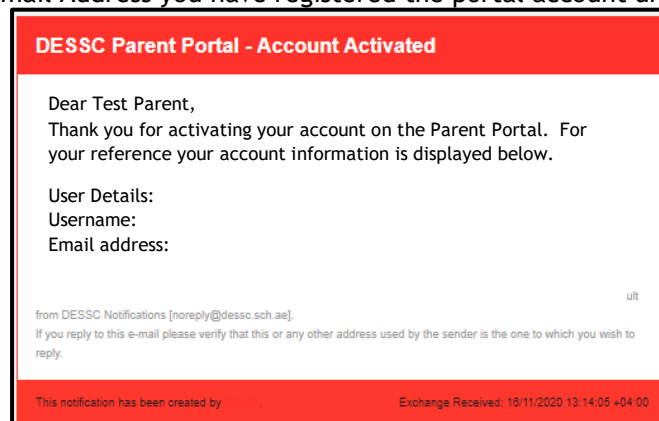 mail Address you have registered the portal account
DESSC Parent Portal - Account Activated
Dear Test Parent,
Thank you for activating your account on the Parent Portal. For
your reference your account information is displayed below.
User Details:
Username:
Email address:
ult
from DESSC Notifications [noreply@dessc.sch.ae].
If you reply to this e-mail please verify that this or any other address used by the sender is the one to which you wish to
reply.
This notification has been created by
Exchange Received: 16/11/2020 13:14:05 +04:00